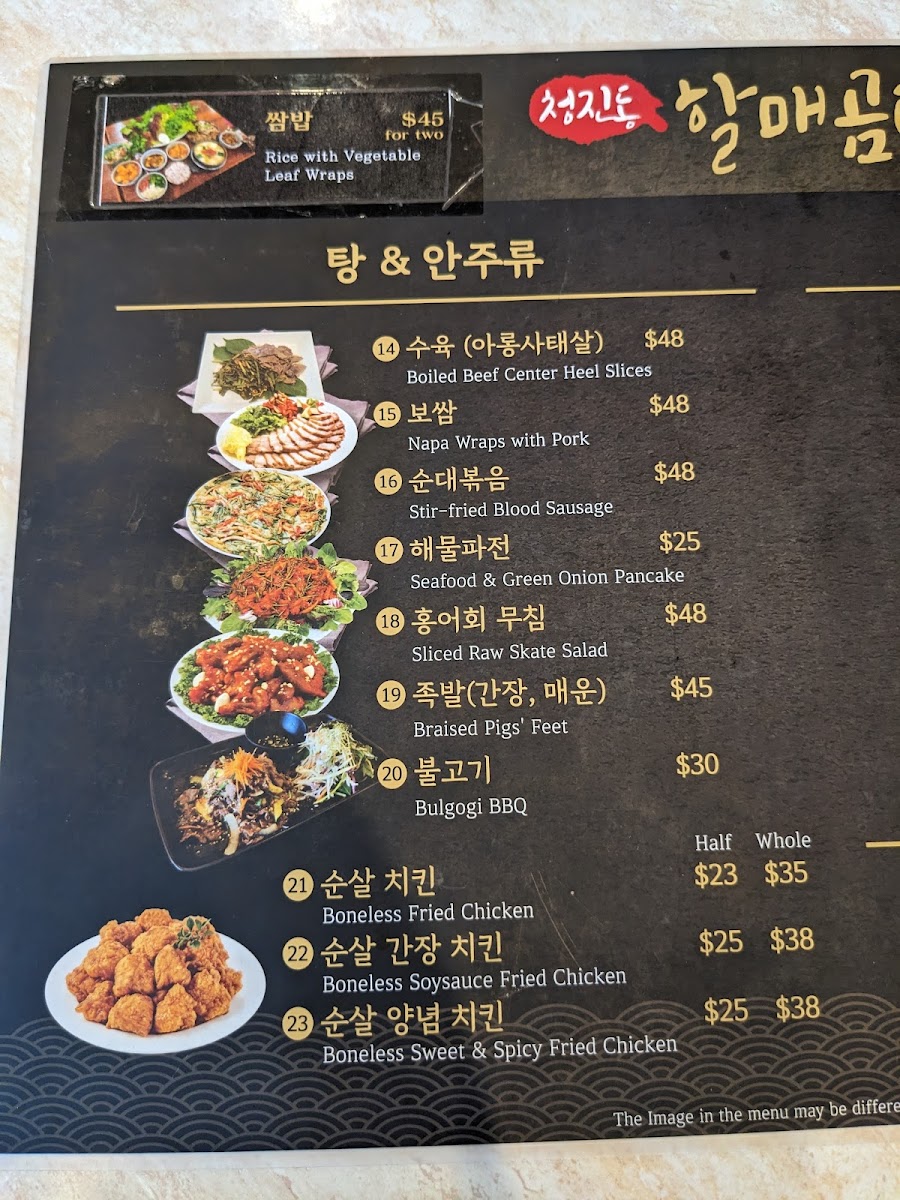 쌈밥 $45
for two
Rice with Vegetable
Leaf Wraps
청진동 할매곰
탕 & 안주류
14 수육 (아롱사태살) $48
Boiled Beef Center Heel Slices
15 보쌈 $48
Napa Wraps with Pork
16 순대볶음 $48
Stir-fried Blood Sausage
17 해물파전 $25
Seafood & Green Onion Pancake
18 홍어회 무침 $48
Sliced Raw Skate Salad
19 족발(간장, 매운) $45
Braised Pigs' Feet
20 불고기 $30
Bulgogi BBQ
Half Whole
21 순살 치킨 $23 $35
Boneless Fried Chicken
22 순살 간장 치킨 $25 $38
Boneless Soysauce Fried Chicken
23 순살 양념 치킨 $25 $38
Boneless Sweet & Spicy Fried Chicken
The Image in the menu may be differe